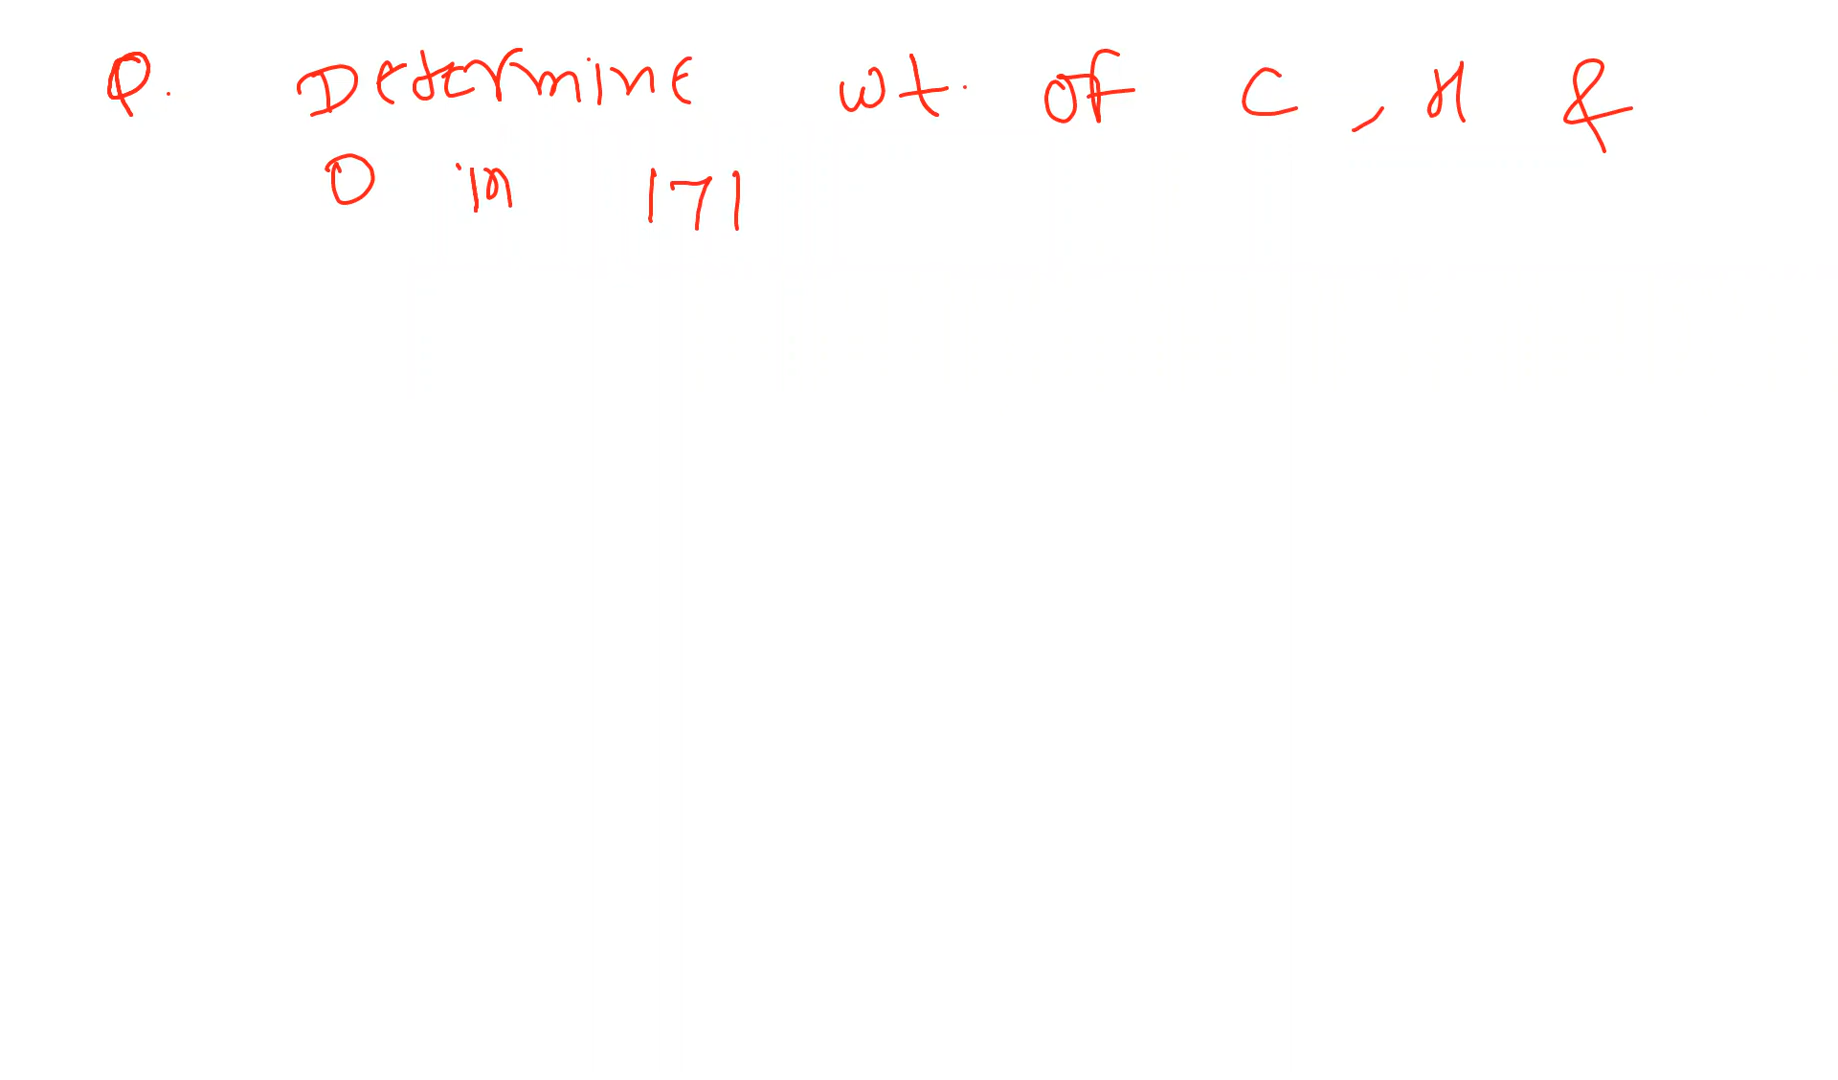 Q. Determine wt. of C, H &
O in 171